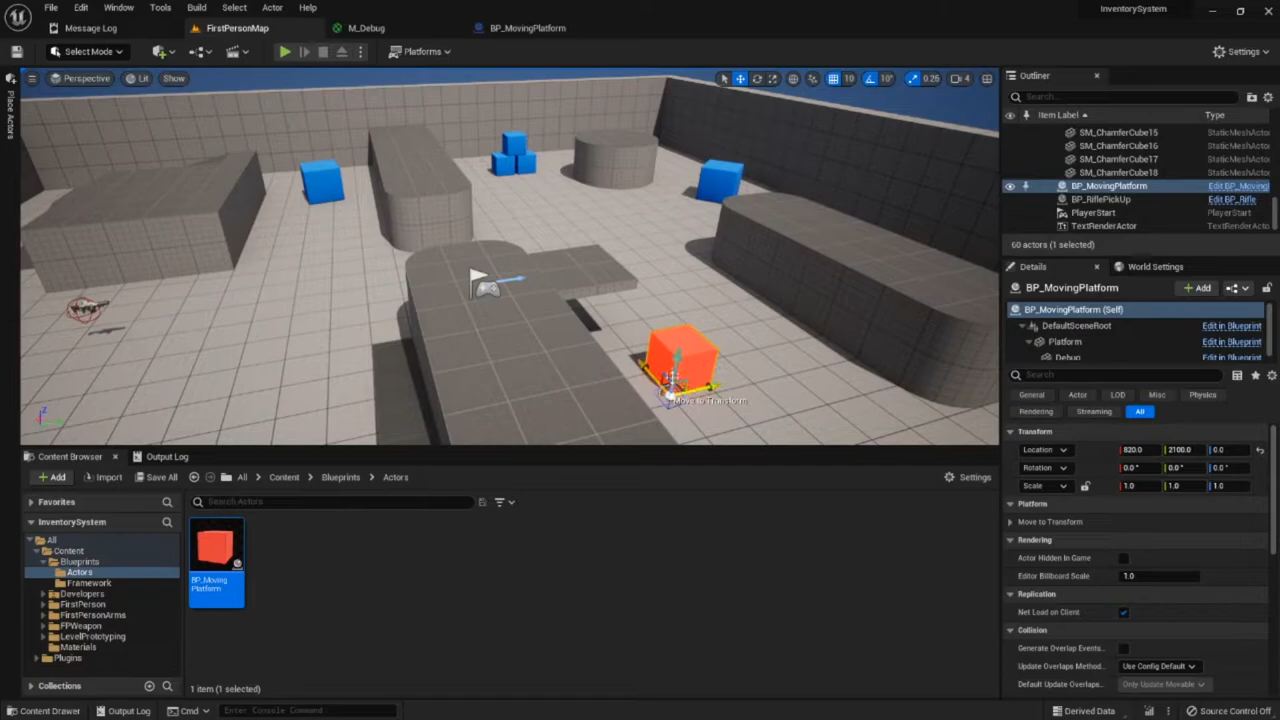 File Edit Window Tools Build Select Actor Help
InventorySystem
Message Log
FirstPersonMap
M_Debug
BP_MovingPlatform
Select Mode
Platforms
Settings
Place Actors
Perspective
Lit
Show
10
10°
0.25
4
Move to Transform
Z
Outliner
Search...
Item Label
Type
SM_ChamferCube15 StaticMeshActo
SM_ChamferCube16 StaticMeshActo
SM_ChamferCube17 StaticMeshActo
SM_ChamferCube18 StaticMeshActo
BP_MovingPlatform Edit BP_Moving
BP_RiflePickUp Edit BP_Rifle
PlayerStart PlayerStart
TextRenderActor TextRenderActo
60 actors (1 selected)
Details
World Settings
BP_MovingPlatform
Add
BP_MovingPlatform (Self)
DefaultSceneRoot Edit in Blueprint
Platform Edit in Blueprint
Debug Edit in Blueprint
Search
General Actor LOD Misc Physics
Rendering Streaming All
Transform
Location 820.0 2100.0 0.0
Rotation 0.0° 0.0° 0.0°
Scale 1.0 1.0 1.0
Platform
Move to Transform
Rendering
Actor Hidden In Game
Editor Billboard Scale 1.0
Replication
Net Load on Client
Collision
Generate Overlap Events...
Update Overlaps Method... Use Config Default
Default Update Overlaps... Only Update Movable
Content Browser
Output Log
Add
Import
Save All
All
Content
Blueprints
Actors
Settings
Favorites
InventorySystem
All
Content
Blueprints
Actors
Framework
Developers
FirstPerson
FirstPersonArms
FPWeapon
LevelPrototyping
Materials
Plugins
Collections
Search Actors
BP_Moving
Platform
1 item (1 selected)
Content Drawer
Output Log
Cmd
Enter Console Command
Derived Data
Source Control Off